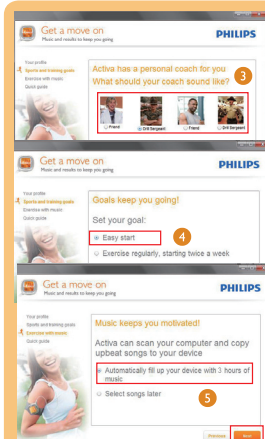 Get a move on
Music and results to keep you going
PHILIPS
Your profile
Sports and training goals
Exercise with music
Quick guide
Activa has a personal coach for you
What should your coach sound like?
3
Friend
Drill Sergeant
Friend
Drill Sergeant
Get a move on
Music and results to keep you going
PHILIPS
Your profile
Sports and training goals
Exercise with music
Quick guide
Goals keep you going!
Set your goal:
Easy start
4
Exercise regularly, starting twice a week
Get a move on
Music and results to keep you going
PHILIPS
Your profile
Sports and training goals
Exercise with music
Quick guide
Music keeps you motivated!
Activa can scan your computer and copy
upbeat songs to your device
Automatically fill up your device with 3 hours of
music
Select songs later
5
Previous
Next